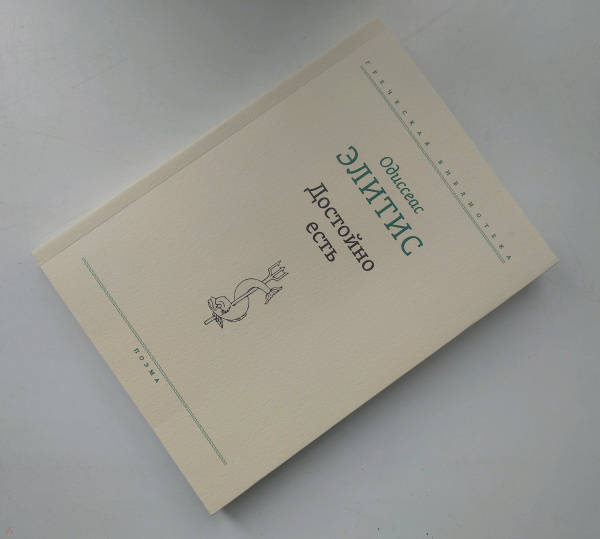 ГРЕЧЕСКАЯ БИБЛИОТЕКА
Одиссеас
ЭЛИТИС
Достойно
есть
ПОЭМА